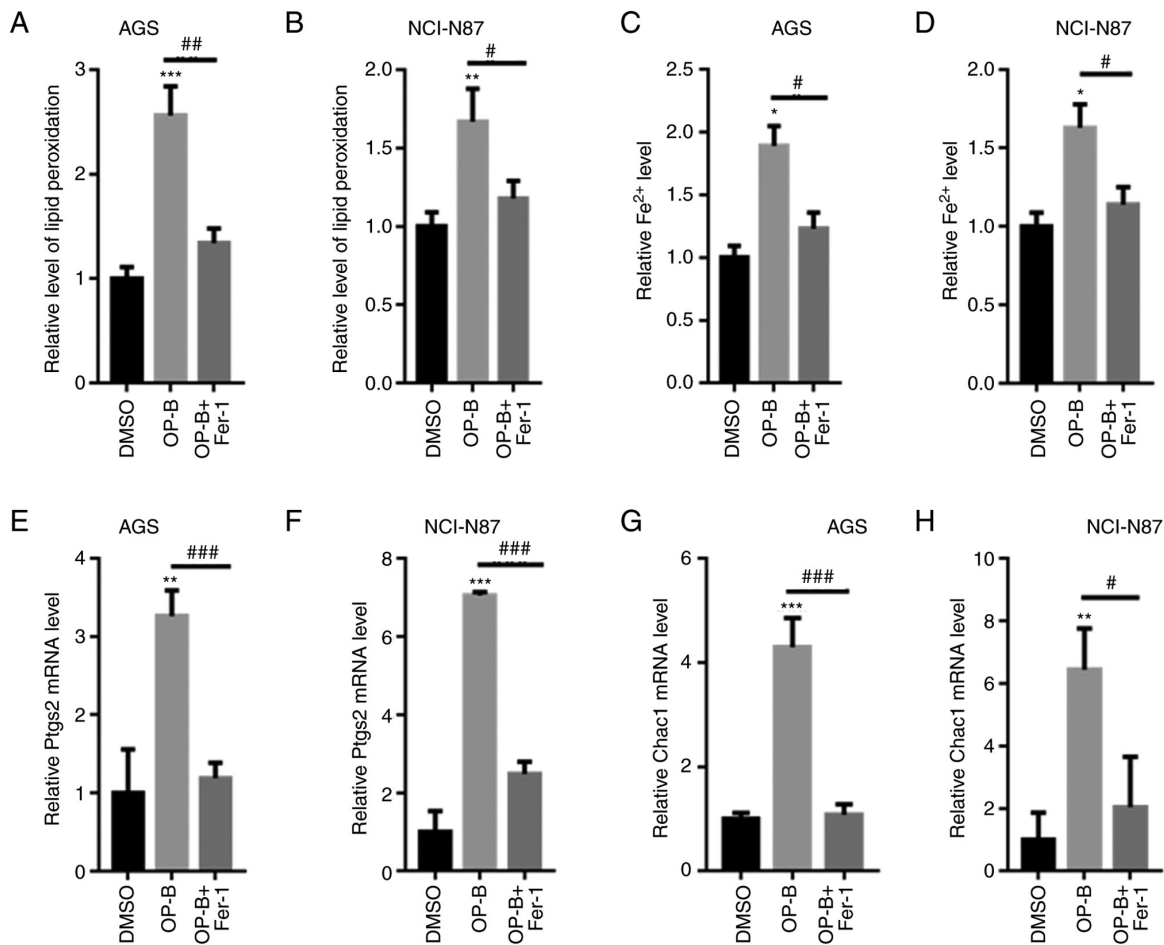 A
AGS
Relative level of lipid peroxidation
3
2
1
0
***
##
DMSO
OP-B
OP-B+
Fer-1
B
NCI-N87
Relative level of lipid peroxidation
2.0
1.5
1.0
0.5
0.0
**
#
DMSO
OP-B
OP-B+
Fer-1
C
AGS
Relative Fe2+ level
2.5
2.0
1.5
1.0
0.5
0.0
*
#
DMSO
OP-B
OP-B+
Fer-1
D
NCI-N87
Relative Fe2+ level
2.0
1.5
1.0
0.5
0.0
*
#
DMSO
OP-B
OP-B+
Fer-1
E
AGS
Relative Ptgs2 mRNA level
4
3
2
1
0
**
###
DMSO
OP-B
OP-B+
Fer-1
F
NCI-N87
Relative Ptgs2 mRNA level
8
6
4
2
0
***
###
DMSO
OP-B
OP-B+
Fer-1
G
AGS
Relative Chac1 mRNA level
6
4
2
0
***
###
DMSO
OP-B
OP-B+
Fer-1
H
NCI-N87
Relative Chac1 mRNA level
10
8
6
4
2
0
**
#
DMSO
OP-B
OP-B+
Fer-1